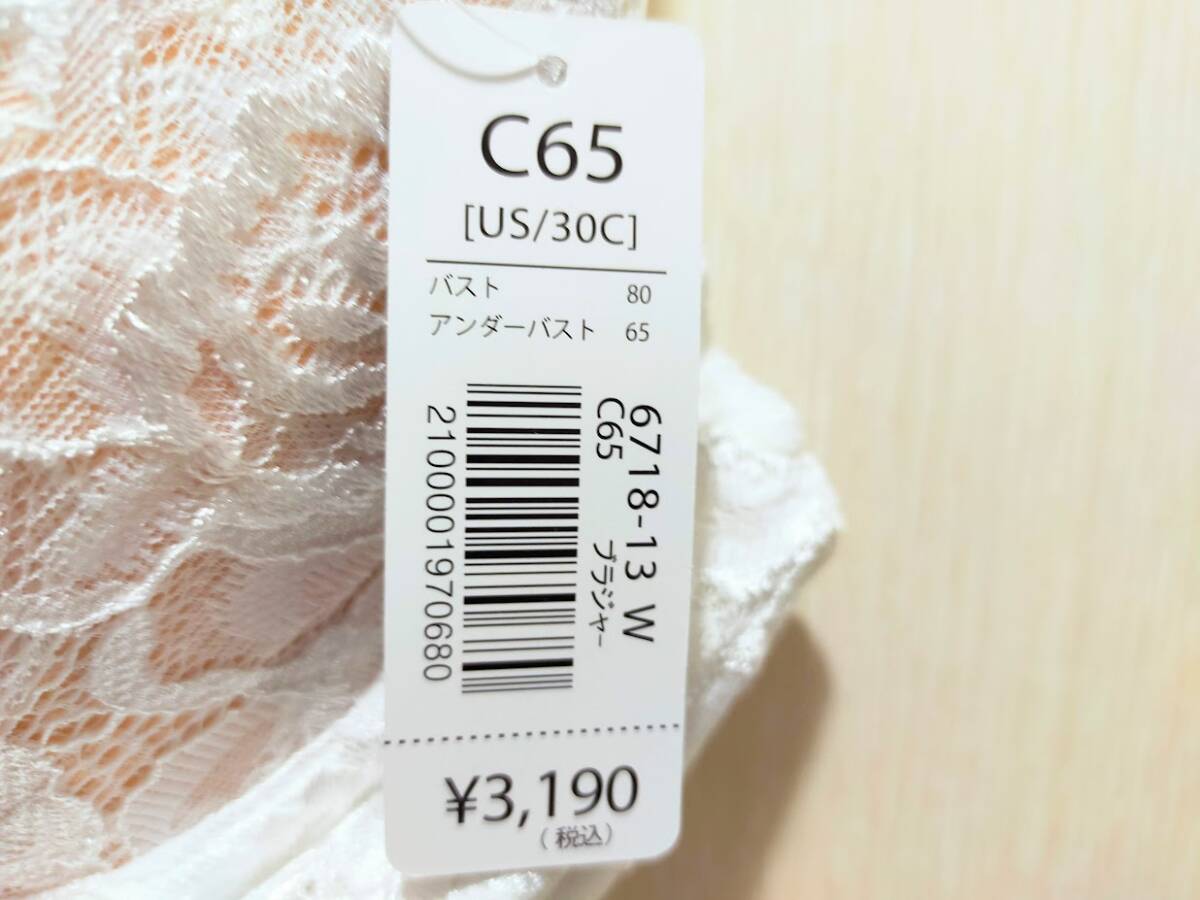 C65
[US/30C]
バスト 80
アンダーバスト 65
6718-13 W
C65 ブラジャー
2100001970680
¥3,190
(税込)